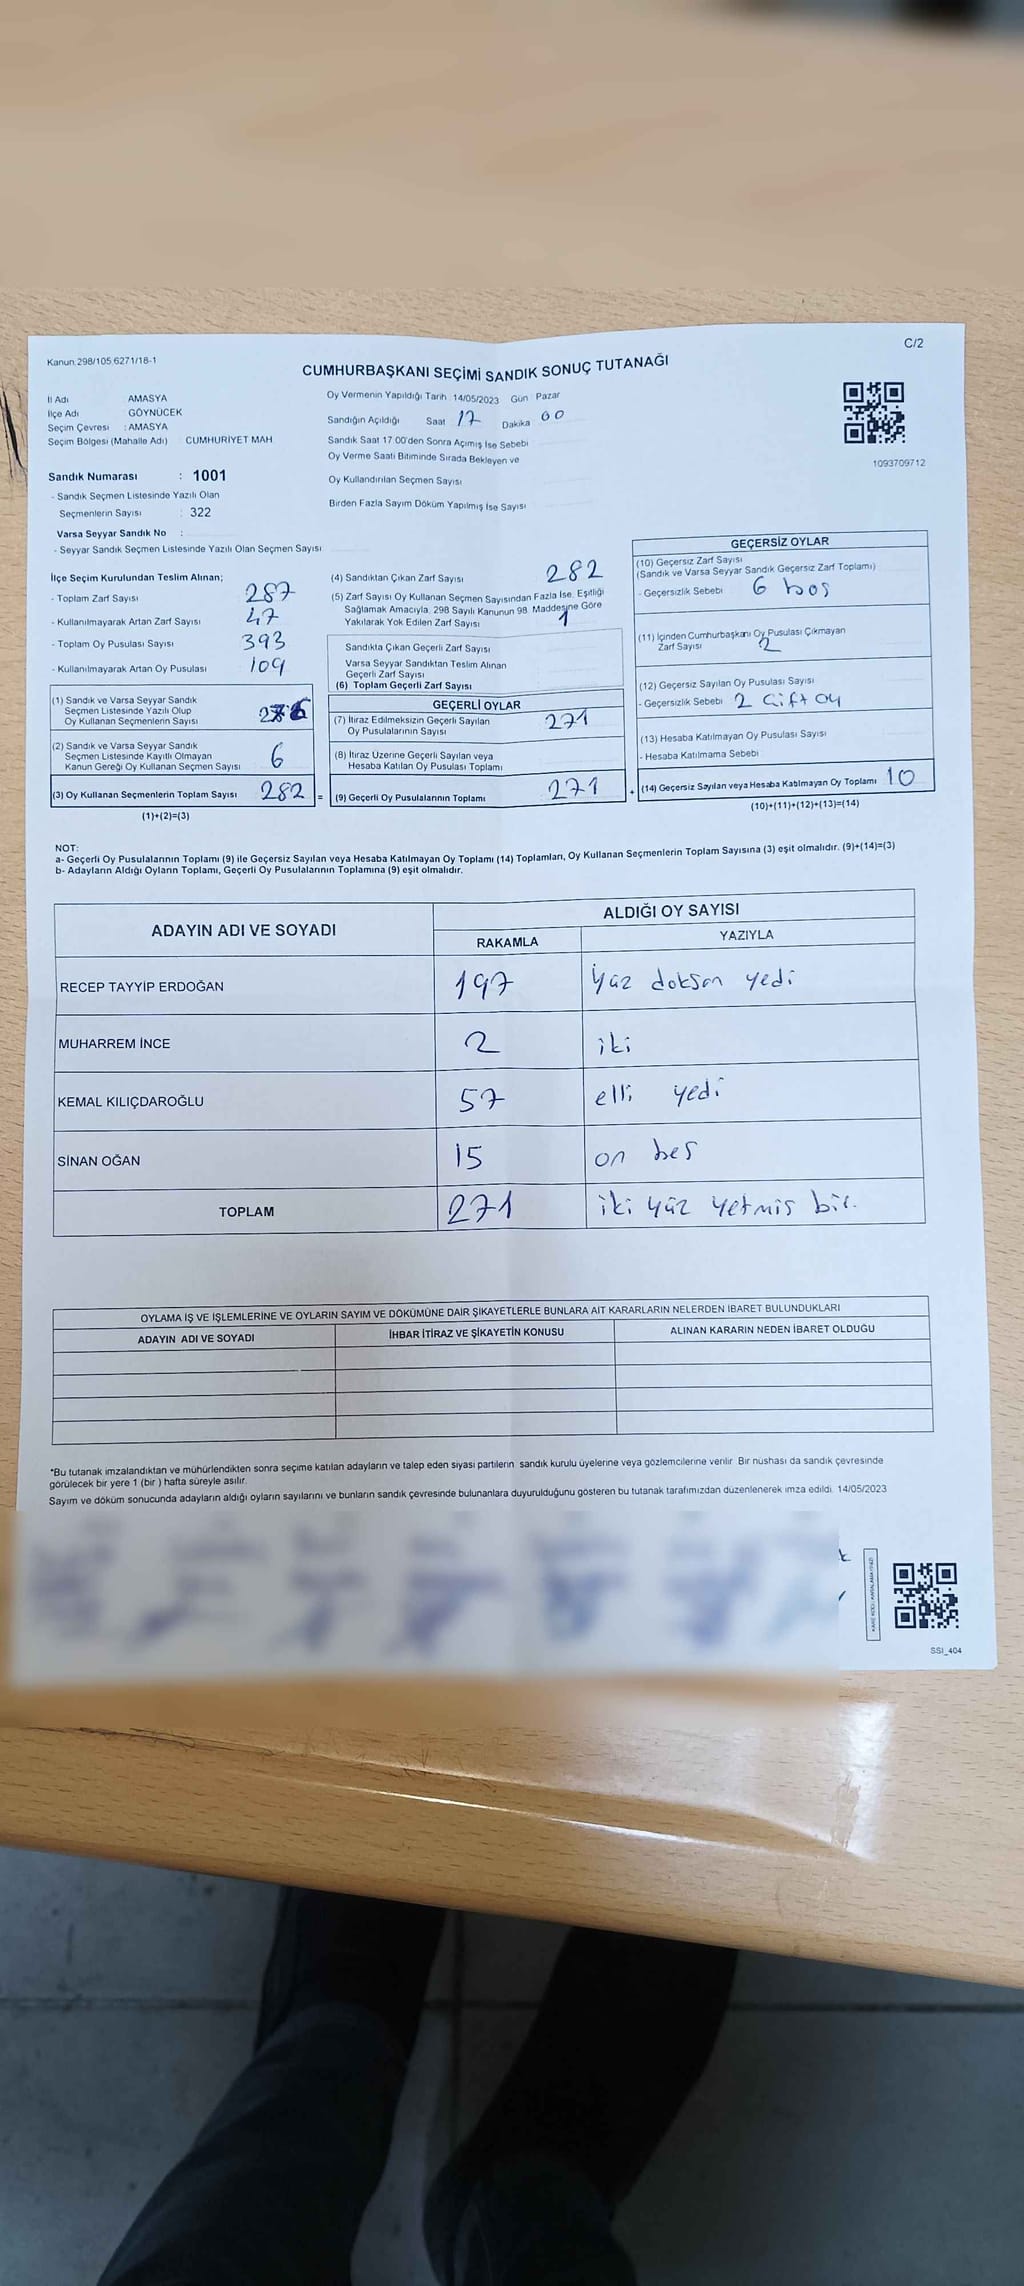 Kanun.298/105.6271/18-1
C/2
CUMHURBAŞKANI SEÇİMİ SANDIK SONUÇ TUTANAĞI
İl Adı AMASYA
İlçe Adı GÖYNÜCEK
Seçim Çevresi : AMASYA
Seçim Bölgesi (Mahalle Adı) CUMHURİYET MAH
Sandık Numarası : 1001
- Sandık Seçmen Listesinde Yazılı Olan
Seçmenlerin Sayısı : 322
Varsa Seyyar Sandık No :
- Seyyar Sandık Seçmen Listesinde Yazılı Olan Seçmen Sayısı
Oy Vermenin Yapıldığı Tarih 14/05/2023 Gün Pazar
Sandığın Açıldığı Saat 17 Dakika 00
Sandık Saat 17.00'den Sonra Açımış İse Sebebi
Oy Verme Saati Bitiminde Sırada Bekleyen ve
Oy Kullandırılan Seçmen Sayısı
Birden Fazla Sayım Döküm Yapılmış İse Sayısı
1093709712
İlçe Seçim Kurulundan Teslim Alınan;
- Toplam Zarf Sayısı 287
- Kullanılmayarak Artan Zarf Sayısı 47
- Toplam Oy Pusulası Sayısı 393
- Kullanılmayarak Artan Oy Pusulası 109
(1) Sandık ve Varsa Seyyar Sandık
Seçmen Listesinde Yazılı Olup
Oy Kullanan Seçmenlerin Sayısı
(2) Sandık ve Varsa Seyyar Sandık
Seçmen Listesinde Kayıtlı Olmayan
Kanun Gereği Oy Kullanan Seçmen Sayısı 6
(3) Oy Kullanan Seçmenlerin Toplam Sayısı 282 =
(1)+(2)=(3)
(4) Sandıktan Çıkan Zarf Sayısı 282
(5) Zarf Sayısı Oy Kullanan Seçmen Sayısından Fazla İse, Eşitliği
Sağlamak Amacıyla, 298 Sayılı Kanunun 98. Maddesine Göre
Yakılarak Yok Edilen Zarf Sayısı 1
Sandıkta Çıkan Geçerli Zarf Sayısı
Varsa Seyyar Sandıktan Teslim Alınan
Geçerli Zarf Sayısı
(6) Toplam Geçerli Zarf Sayısı
GEÇERLİ OYLAR
(7) İtiraz Edilmeksizin Geçerli Sayılan
Oy Pusulalarının Sayısı 271
(8) İtiraz Üzerine Geçerli Sayılan veya
Hesaba Katılan Oy Pusulası Toplamı
(9) Geçerli Oy Pusulalarının Toplamı 271 +
GEÇERSİZ OYLAR
(10) Geçersiz Zarf Sayısı
(Sandık ve Varsa Seyyar Sandık Geçersiz Zarf Toplamı)
- Geçersizlik Sebebi 6 boş
(11) İçinden Cumhurbaşkanı Oy Pusulası Çıkmayan
Zarf Sayısı 2
(12) Geçersiz Sayılan Oy Pusulası Sayısı
- Geçersizlik Sebebi 2 Çift oy
(13) Hesaba Katılmayan Oy Pusulası Sayısı
- Hesaba Katılmama Sebebi
(14) Geçersiz Sayılan veya Hesaba Katılmayan Oy Toplamı 10
(10)+(11)+(12)+(13)=(14)
NOT:
a- Geçerli Oy Pusulalarının Toplamı (9) ile Geçersiz Sayılan veya Hesaba Katılmayan Oy Toplamı (14) Toplamları, Oy Kullanan Seçmenlerin Toplam Sayısına (3) eşit olmalıdır. (9)+(14)=(3)
b- Adayların Aldığı Oyların Toplamı, Geçerli Oy Pusulalarının Toplamına (9) eşit olmalıdır.
ADAYIN ADI VE SOYADI ALDIĞI OY SAYISI
RAKAMLA YAZIYLA
RECEP TAYYİP ERDOĞAN 197 Yüz doksan yedi
MUHARREM İNCE 2 iki
KEMAL KILIÇDAROĞLU 57 elli yedi
SİNAN OĞAN 15 on beş
TOPLAM 271 iki yüz yetmiş bir.
OYLAMA İŞ VE İŞLEMLERİNE VE OYLARIN SAYIM VE DÖKÜMÜNE DAİR ŞİKAYETLERLE BUNLARA AİT KARARLARIN NELERDEN İBARET BULUNDUKLARI
ADAYIN ADI VE SOYADI İHBAR İTİRAZ VE ŞİKAYETİN KONUSU ALINAN KARARIN NEDEN İBARET OLDUĞU
*Bu tutanak imzalandıktan ve mühürlendikten sonra seçime katılan adayların ve talep eden siyasi partilerin sandık kurulu üyelerine veya gözlemcilerine verilir Bir nüshası da sandık çevresinde
görülecek bir yere 1 (bir ) hafta süreyle asılır.
Sayım ve döküm sonucunda adayların aldığı oyların sayılarını ve bunların sandık çevresinde bulunanlara duyurulduğunu gösteren bu tutanak tarafımızdan düzenlenerek imza edildi. 14/05/2023
SSI_404